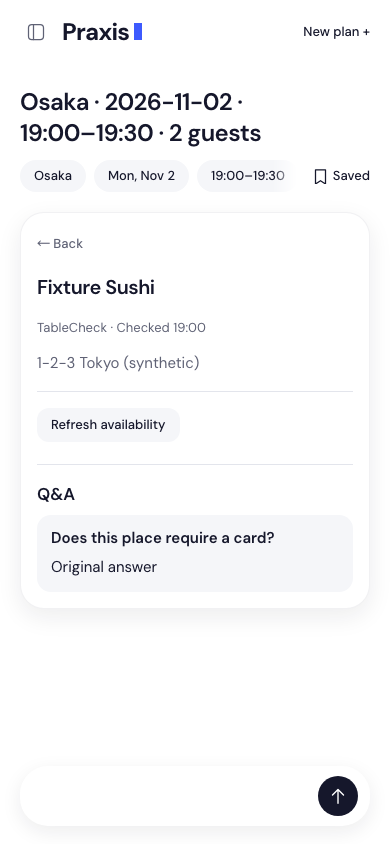 Praxis
New plan +
Osaka · 2026-11-02 ·
19:00–19:30 · 2 guests
Osaka
Mon, Nov 2
19:00–19:30
Saved
← Back
Fixture Sushi
TableCheck · Checked 19:00
1-2-3 Tokyo (synthetic)
Refresh availability
Q&A
Does this place require a card?
Original answer